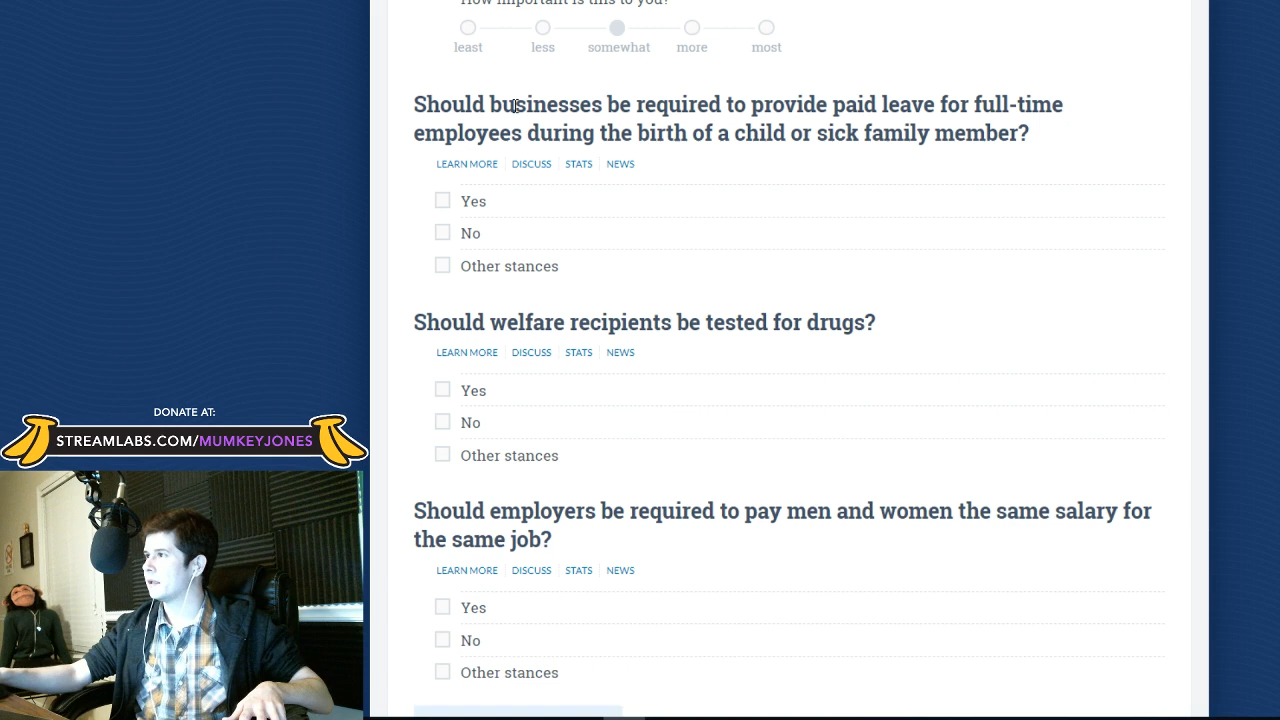 How important is this to you?
least less somewhat more most
Should businesses be required to provide paid leave for full-time
employees during the birth of a child or sick family member?
LEARN MORE DISCUSS STATS NEWS
Yes
No
Other stances
Should welfare recipients be tested for drugs?
LEARN MORE DISCUSS STATS NEWS
Yes
No
Other stances
Should employers be required to pay men and women the same salary for
the same job?
LEARN MORE DISCUSS STATS NEWS
Yes
No
Other stances
DONATE AT:
STREAMLABS.COM/MUMKEYJONES